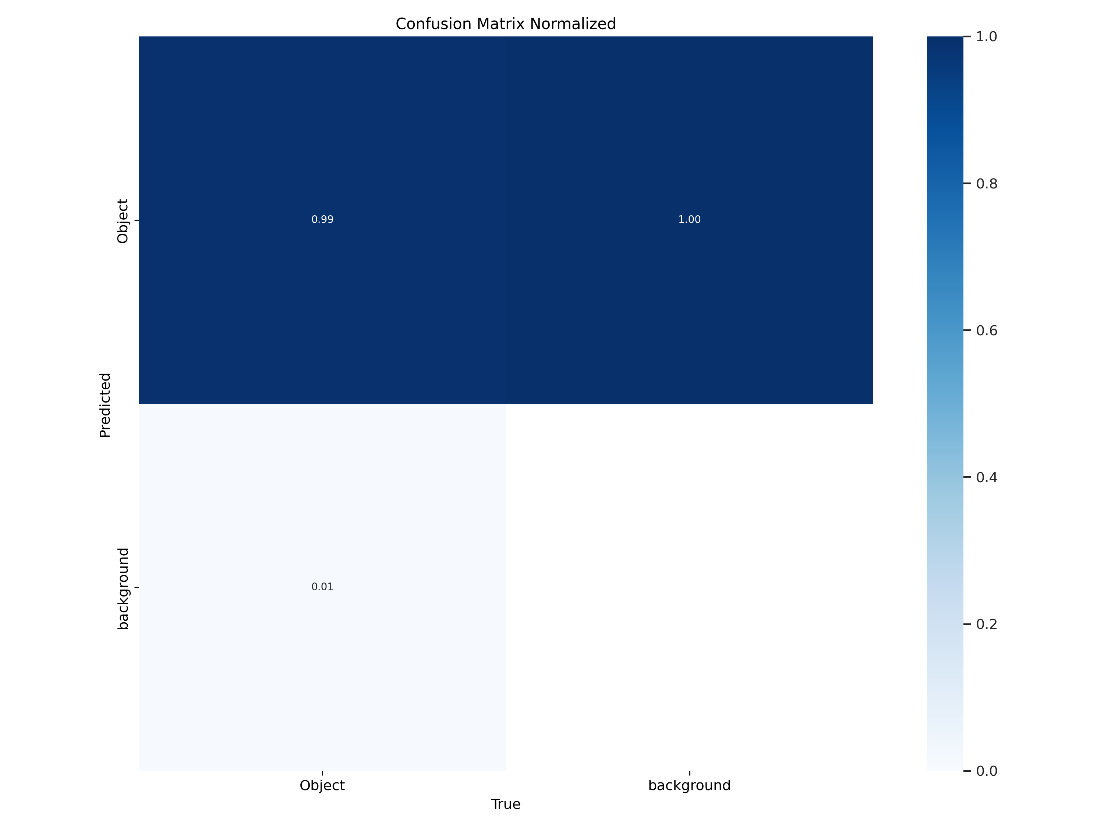 Confusion Matrix Normalized
1.0
0.8
Object
0.99
1.00
0.6
Predicted
0.4
background
0.01
0.2
0.0
Object
background
True